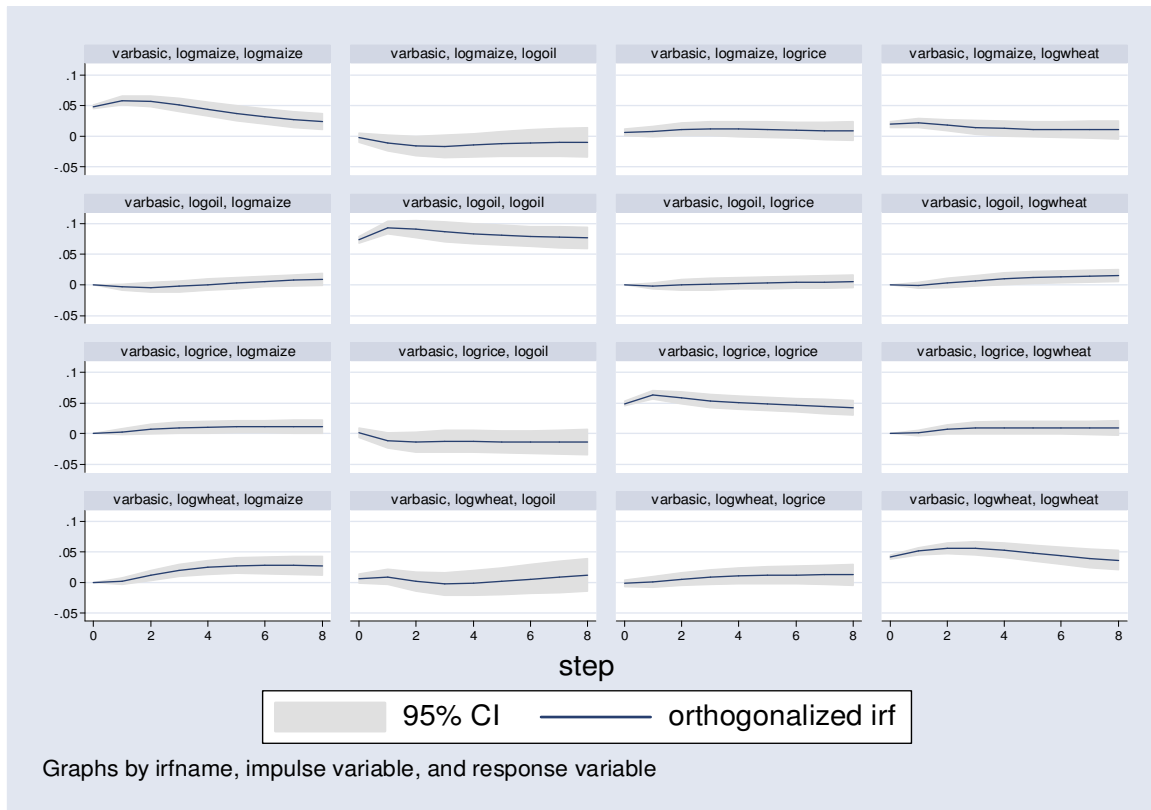 varbasic, logmaize, logmaize
varbasic, logmaize, logoil
varbasic, logmaize, logrice
varbasic, logmaize, logwheat
.1
.05
0
-.05
varbasic, logoil, logmaize
varbasic, logoil, logoil
varbasic, logoil, logrice
varbasic, logoil, logwheat
.1
.05
0
-.05
varbasic, logrice, logmaize
varbasic, logrice, logoil
varbasic, logrice, logrice
varbasic, logrice, logwheat
.1
.05
0
-.05
varbasic, logwheat, logmaize
varbasic, logwheat, logoil
varbasic, logwheat, logrice
varbasic, logwheat, logwheat
.1
.05
0
-.05
0 2 4 6 8
0 2 4 6 8
0 2 4 6 8
0 2 4 6 8
step
95% CI
orthogonalized irf
Graphs by irfname, impulse variable, and response variable